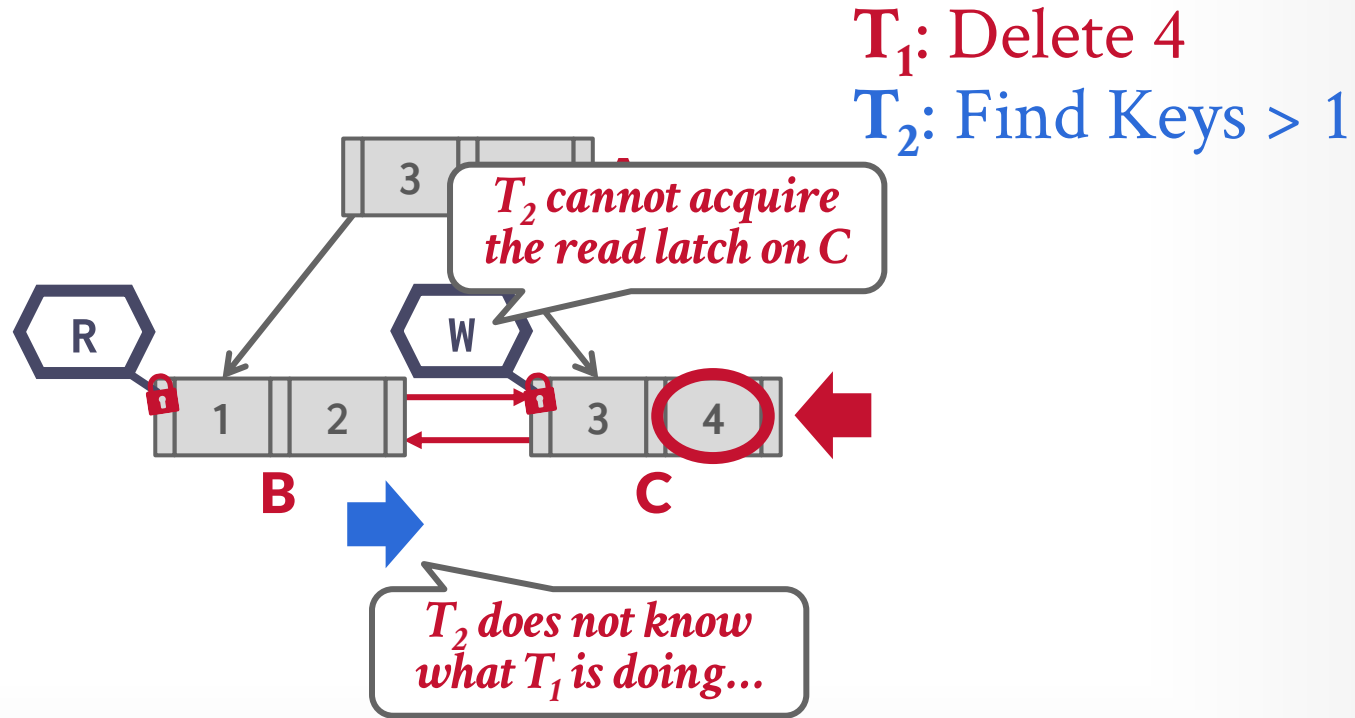 T1: Delete 4
T2: Find Keys > 1
3
T2 cannot acquire
the read latch on C
R
W
1
2
3
4
B
C
T2 does not know
what T1 is doing...